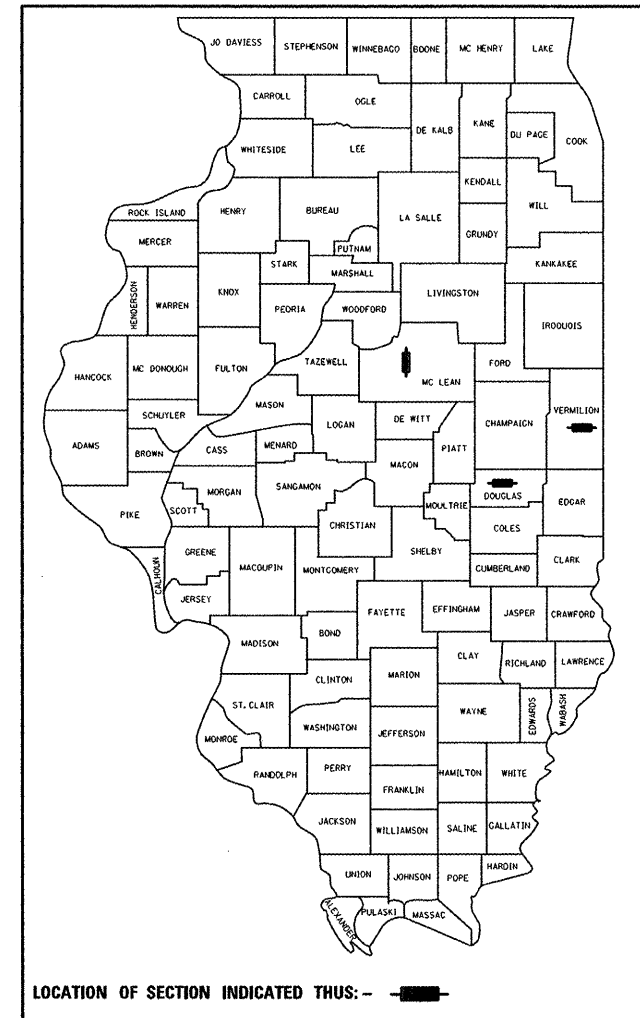 JO DAVIESS
STEPHENSON
WINNEBAGO
BOONE
MC HENRY
LAKE
CARROLL
OGLE
DE KALB
KANE
DU PAGE
COOK
WHITESIDE
LEE
KENDALL
WILL
ROCK ISLAND
HENRY
BUREAU
LA SALLE
GRUNDY
MERCER
PUTNAM
STARK
MARSHALL
KANKAKEE
HENDERSON
WARREN
KNOX
PEORIA
WOODFORD
LIVINGSTON
IROQUOIS
HANCOCK
MC DONOUGH
FULTON
TAZEWELL
MC LEAN
FORD
MASON
SCHUYLER
LOGAN
DE WITT
CHAMPAIGN
VERMILION
ADAMS
BROWN
CASS
MENARD
PIATT
MACON
MORGAN
SANGAMON
MOULTRIE
DOUGLAS
EDGAR
PIKE
SCOTT
CHRISTIAN
COLES
GREENE
MACOUPIN
MONTGOMERY
SHELBY
CUMBERLAND
CLARK
CALHOUN
JERSEY
FAYETTE
EFFINGHAM
JASPER
CRAWFORD
MADISON
BOND
CLAY
RICHLAND
LAWRENCE
CLINTON
MARION
ST. CLAIR
WAYNE
EDWARDS
WABASH
WASHINGTON
JEFFERSON
MONROE
RANDOLPH
PERRY
HAMILTON
WHITE
FRANKLIN
JACKSON
WILLIAMSON
SALINE
GALLATIN
UNION
JOHNSON
POPE
HARDIN
ALEXANDER
PULASKI
MASSAC
LOCATION OF SECTION INDICATED THUS: -